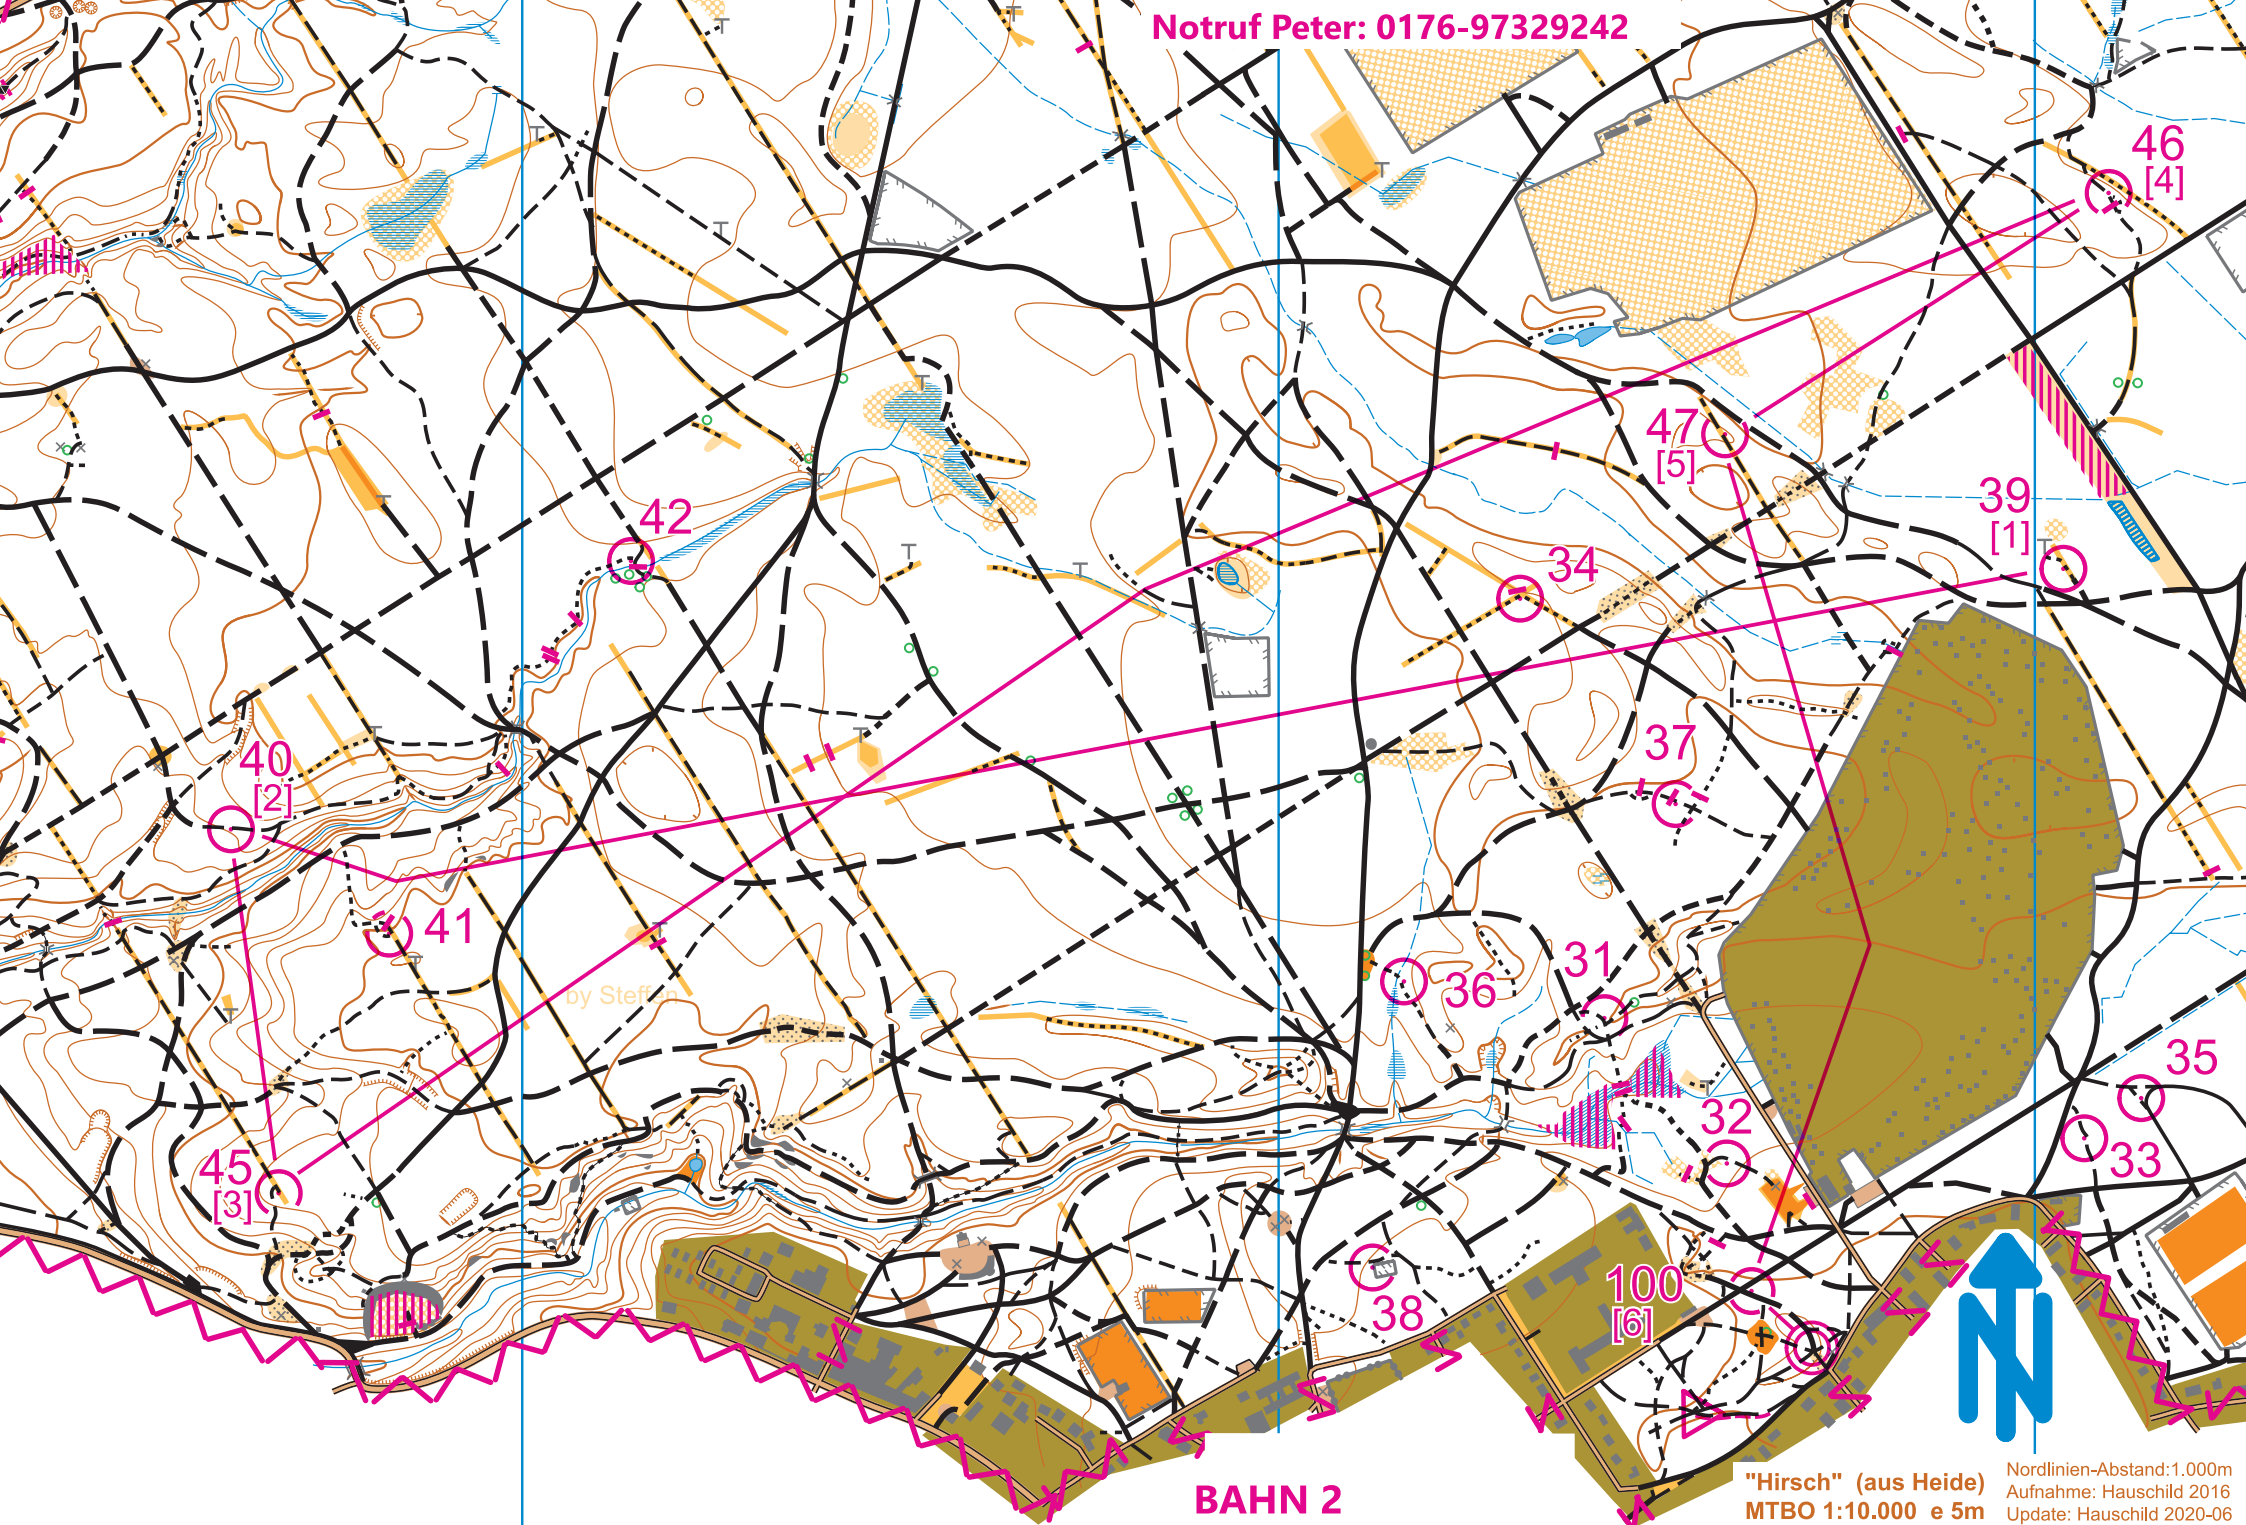 Notruf Peter: 0176-97329242
46
[4]
47
[5]
39
[1]
42
34
37
40
[2]
41
36
31
by Steffen
35
32
33
45
[3]
100
[6]
38
N
BAHN 2
"Hirsch" (aus Heide)
MTBO 1:10.000 e 5m
Nordlinien-Abstand:1.000m
Aufnahme: Hauschild 2016
Update: Hauschild 2020-06